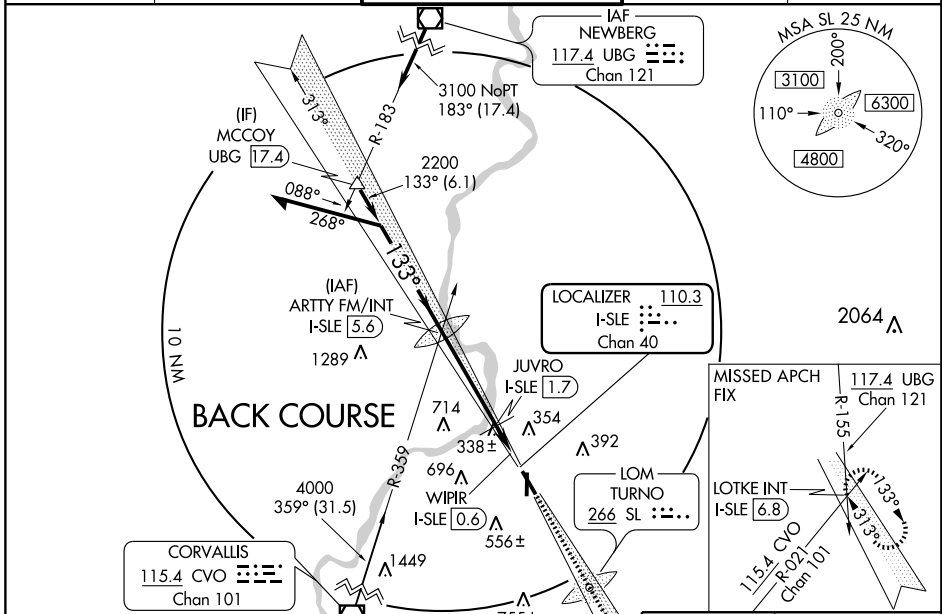 IAF
NEWBERG
117.4 UBG
Chan 121
MSA SL 25 NM
200°
3100
6300
110°
320°
4800
3100 NoPT
183° (17.4)
R-183
313°
(IF)
MCCOY
UBG 17.4
2200
133° (6.1)
088°
268°
133°
(IAF)
ARTTY FM/INT
I-SLE 5.6
LOCALIZER 110.3
I-SLE
Chan 40
2064
10 NM
1289
JUVRO
I-SLE 1.7
BACK COURSE
714
354
338±
392
696
WIPIR
I-SLE 0.6
556±
LOM
TURNO
266 SL
R-359
4000
359° (31.5)
CORVALLIS
115.4 CVO
Chan 101
1449
MISSED APCH
FIX
117.4 UBG
Chan 121
R-155
LOTKE INT
I-SLE 6.8
133°
313°
115.4 CVO
R-021
Chan 101